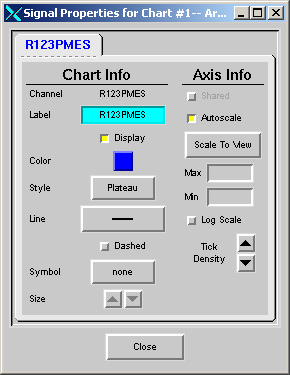 Signal Properties for Chart #1-- Ar...
R123PMES
Chart Info
Channel R123PMES
Label R123PMES
Display
Color
Style Plateau
Line
Dashed
Symbol none
Size
Axis Info
Shared
Autoscale
Scale To View
Max
Min
Log Scale
Tick
Density
Close